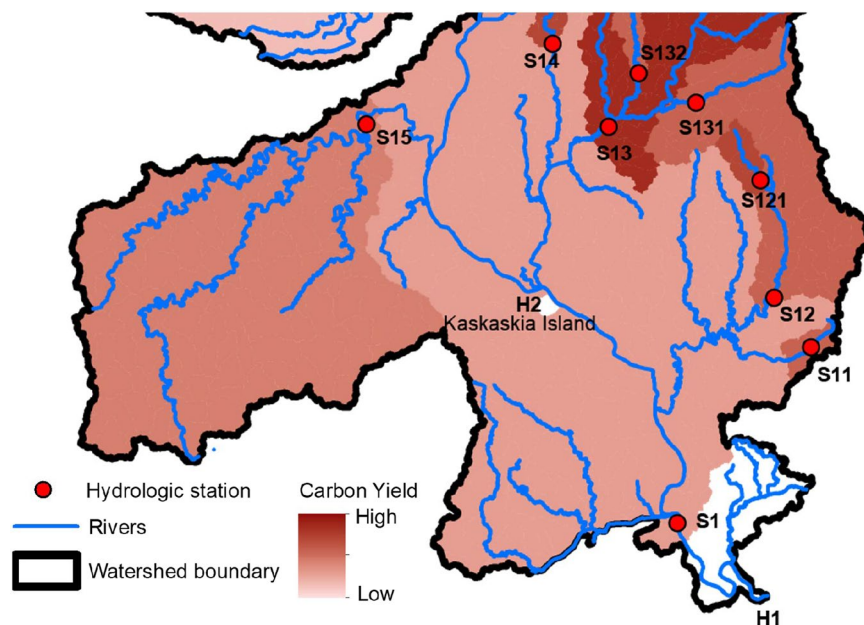 S14
S132
S15
S13
S131
S121
H2
Kaskaskia Island
S12
S11
Hydrologic station
Rivers
Watershed boundary
Carbon Yield
High
Low
S1
H1